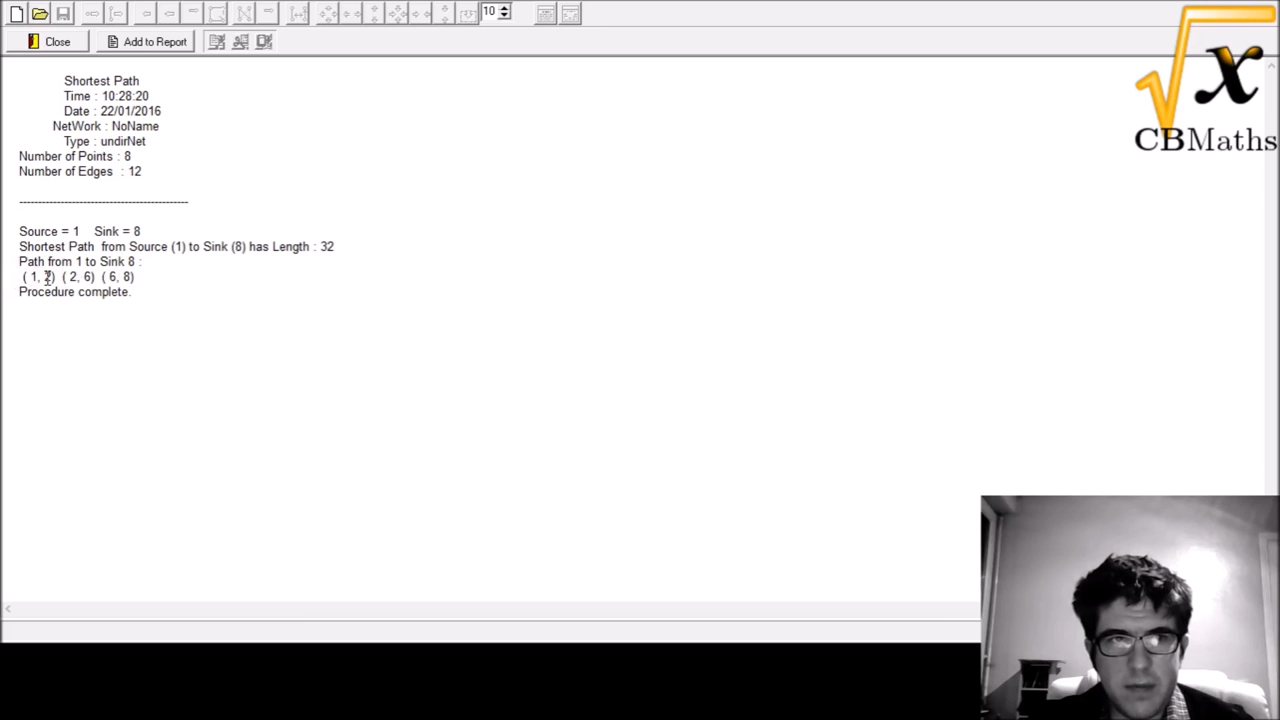 10
Close
Add to Report
x
CBMaths
Shortest Path
Time : 10:28:20
Date : 22/01/2016
NetWork : NoName
Type : undirNet
Number of Points : 8
Number of Edges : 12
---------------------------------------------
Source = 1 Sink = 8
Shortest Path from Source (1) to Sink (8) has Length : 32
Path from 1 to Sink 8 :
( 1, 2) ( 2, 6) ( 6, 8)
Procedure complete.